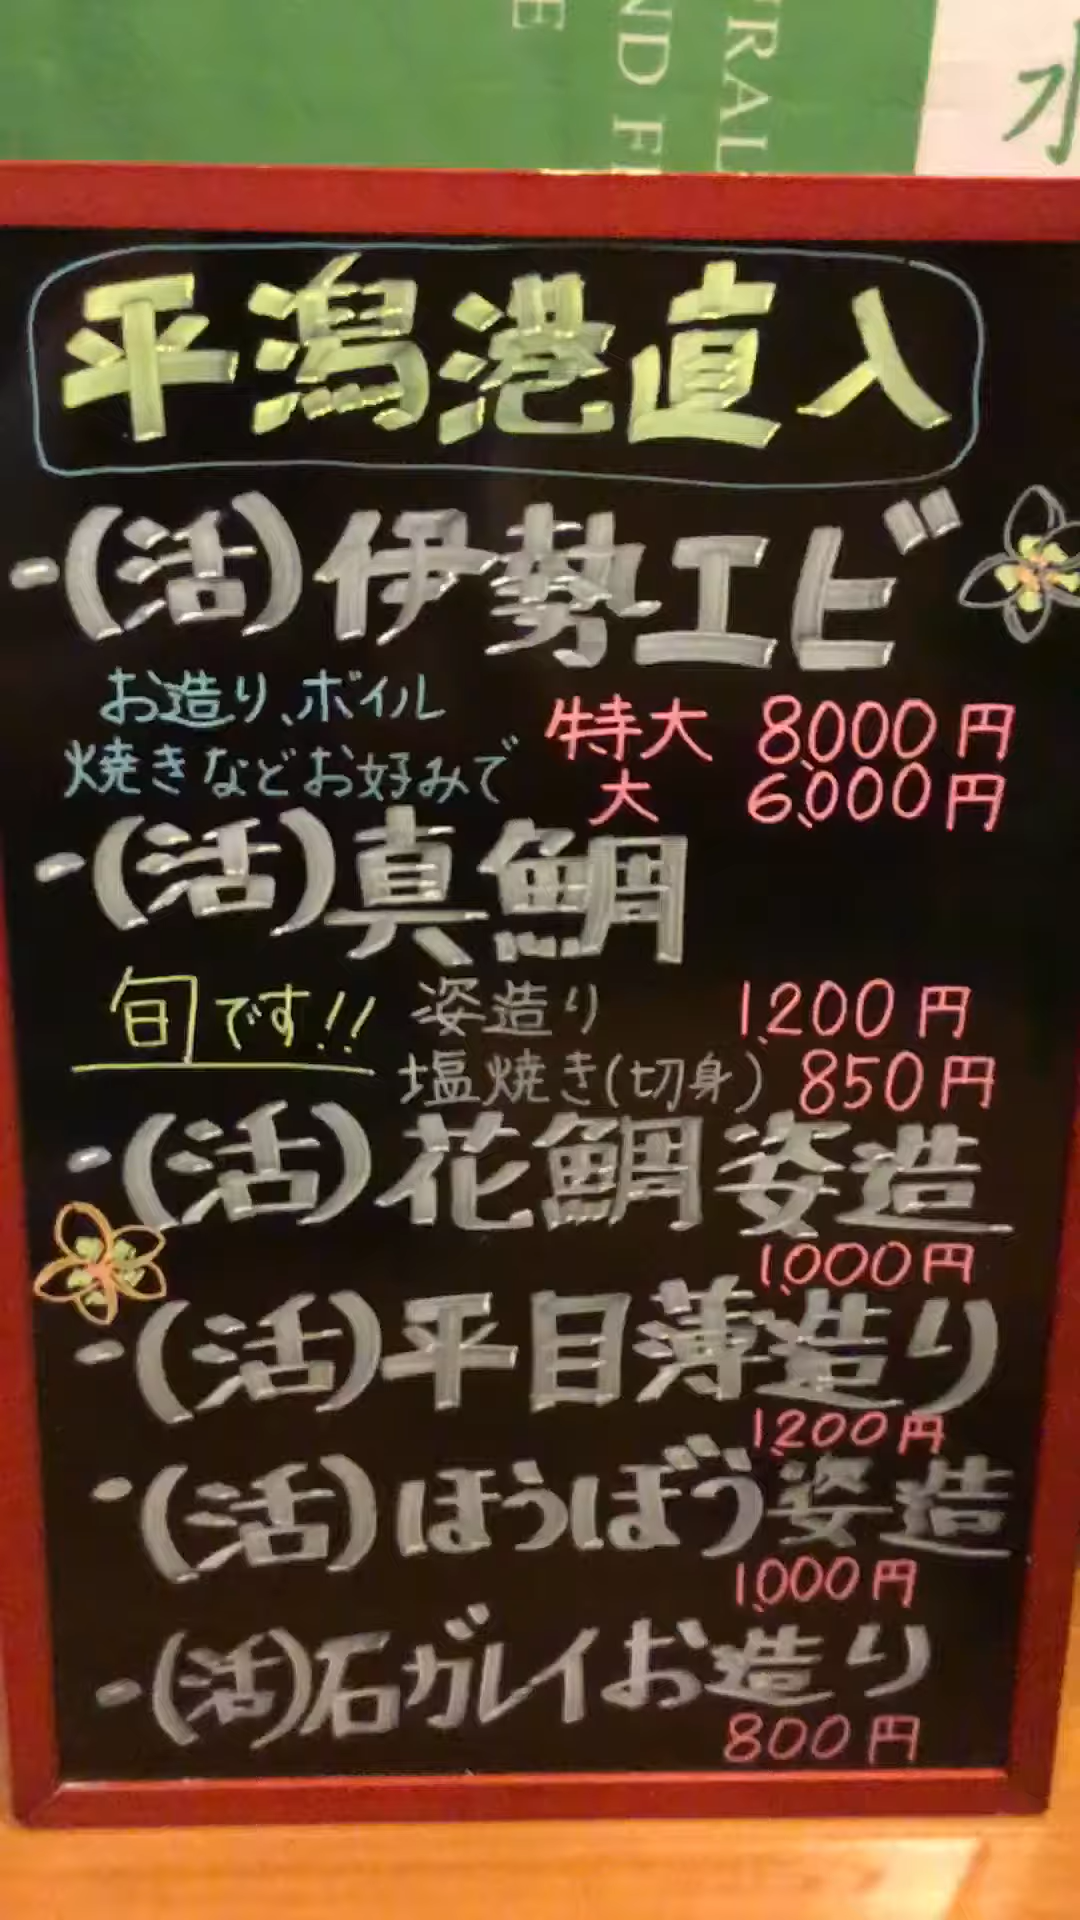 TRAL
ND F
E
水
平潟港直入
・(活)伊勢エビ
お造り、ボイル
焼きなどお好みで
特大 8,000円
大 6,000円
・(活)真鯛
旬です!! 姿造り 1,200円
塩焼き(切身) 850円
・(活)花鯛姿造
1,000円
・(活)平目薄造り
1,200円
・(活)ほうぼう姿造
1,000円
・(活)石ガレイお造り
800円